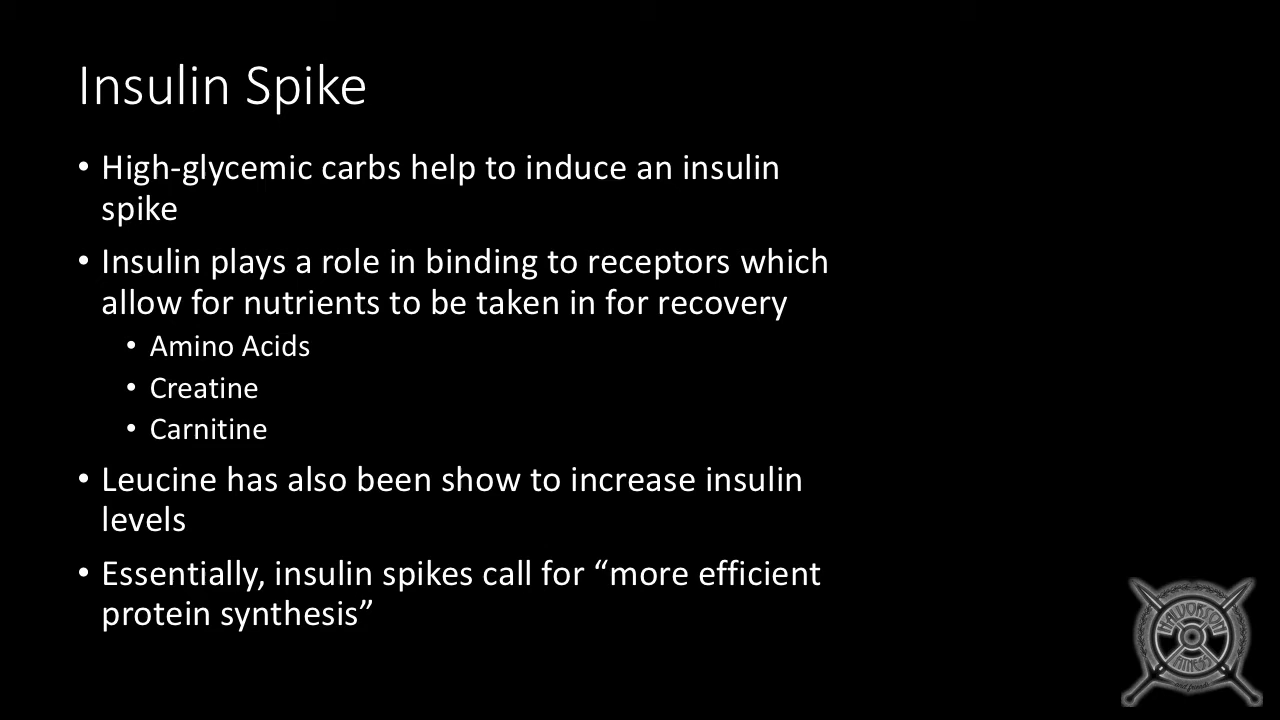 Insulin Spike
• High-glycemic carbs help to induce an insulin
spike
• Insulin plays a role in binding to receptors which
allow for nutrients to be taken in for recovery
• Amino Acids
• Creatine
• Carnitine
• Leucine has also been show to increase insulin
levels
• Essentially, insulin spikes call for “more efficient
protein synthesis”
HALVORSON
FITNESS